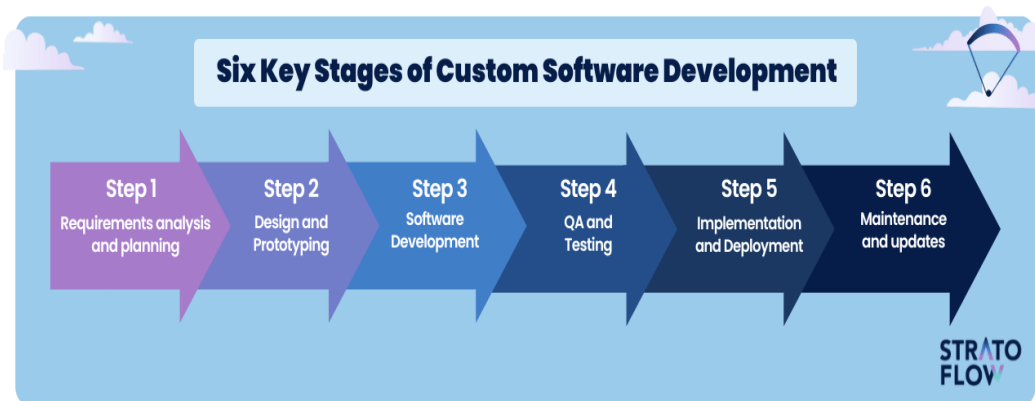 Six Key Stages of Custom Software Development
Step 1
Requirements analysis
and planning
Step 2
Design and
Prototyping
Step 3
Software
Development
Step 4
QA and
Testing
Step 5
Implementation
and Deployment
Step 6
Maintenance
and updates
STRATO
FLOW